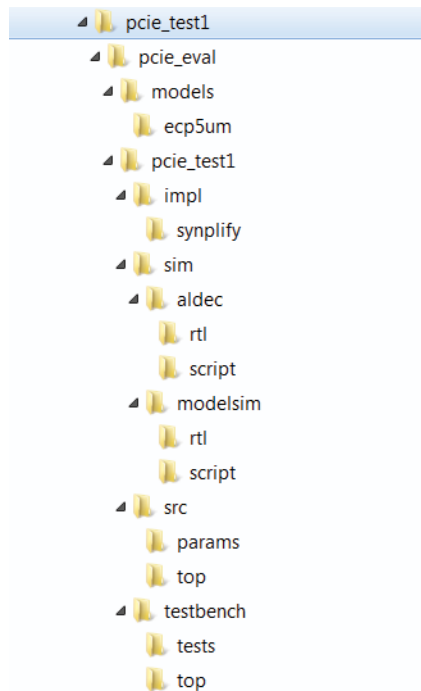 pcie_test1
pcie_eval
models
ecp5um
pcie_test1
impl
synplify
sim
aldec
rtl
script
modelsim
rtl
script
src
params
top
testbench
tests
top